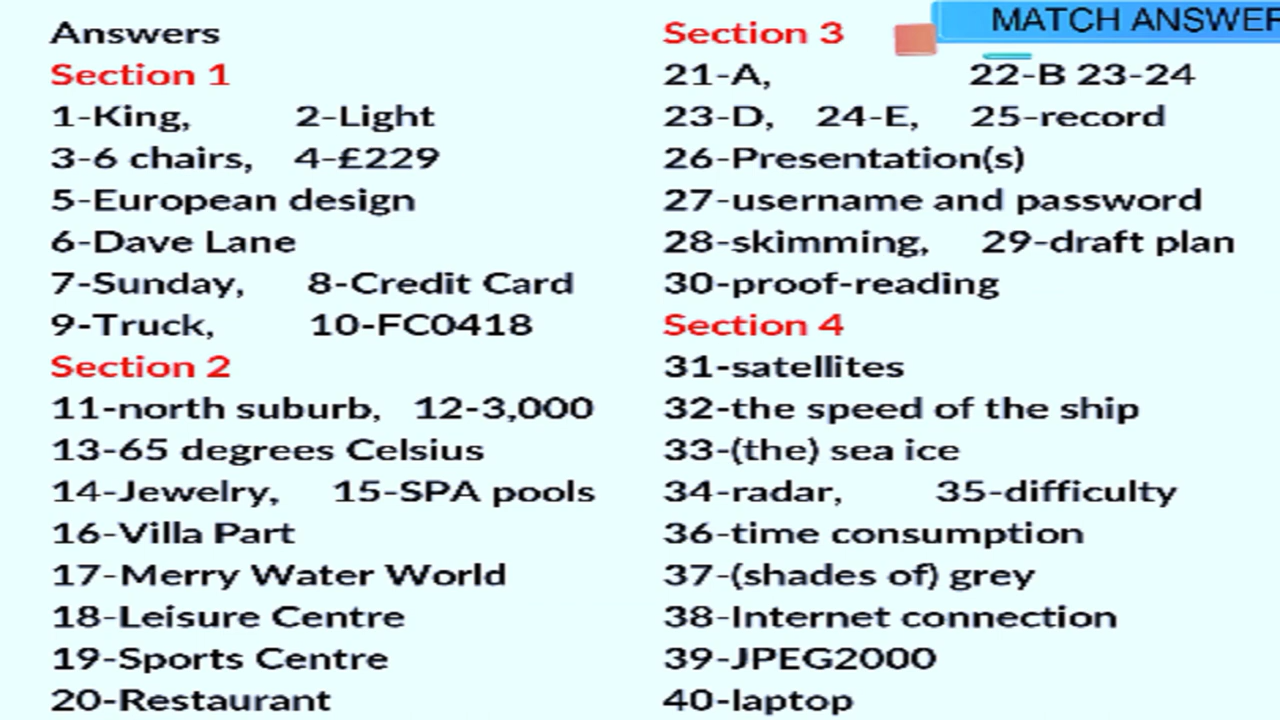 Answers
Section 1
1-King, 2-Light
3-6 chairs, 4-£229
5-European design
6-Dave Lane
7-Sunday, 8-Credit Card
9-Truck, 10-FC0418
Section 2
11-north suburb, 12-3,000
13-65 degrees Celsius
14-Jewelry, 15-SPA pools
16-Villa Part
17-Merry Water World
18-Leisure Centre
19-Sports Centre
20-Restaurant
Section 3
21-A, 22-B 23-24
23-D, 24-E, 25-record
26-Presentation(s)
27-username and password
28-skimming, 29-draft plan
30-proof-reading
Section 4
31-satellites
32-the speed of the ship
33-(the) sea ice
34-radar, 35-difficulty
36-time consumption
37-(shades of) grey
38-Internet connection
39-JPEG2000
40-laptop
MATCH ANSWER